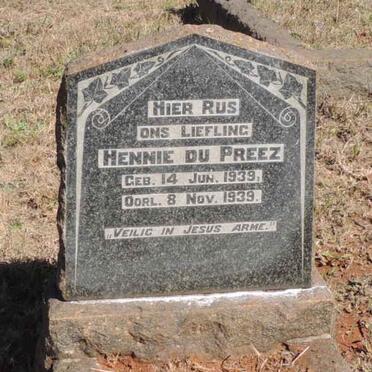 HIER RUS
ONS LIEFLING
HENNIE DU PREEZ
GEB. 14 JUN. 1939.
OORL. 8 NOV. 1939.
„VEILIG IN JESUS ARME."